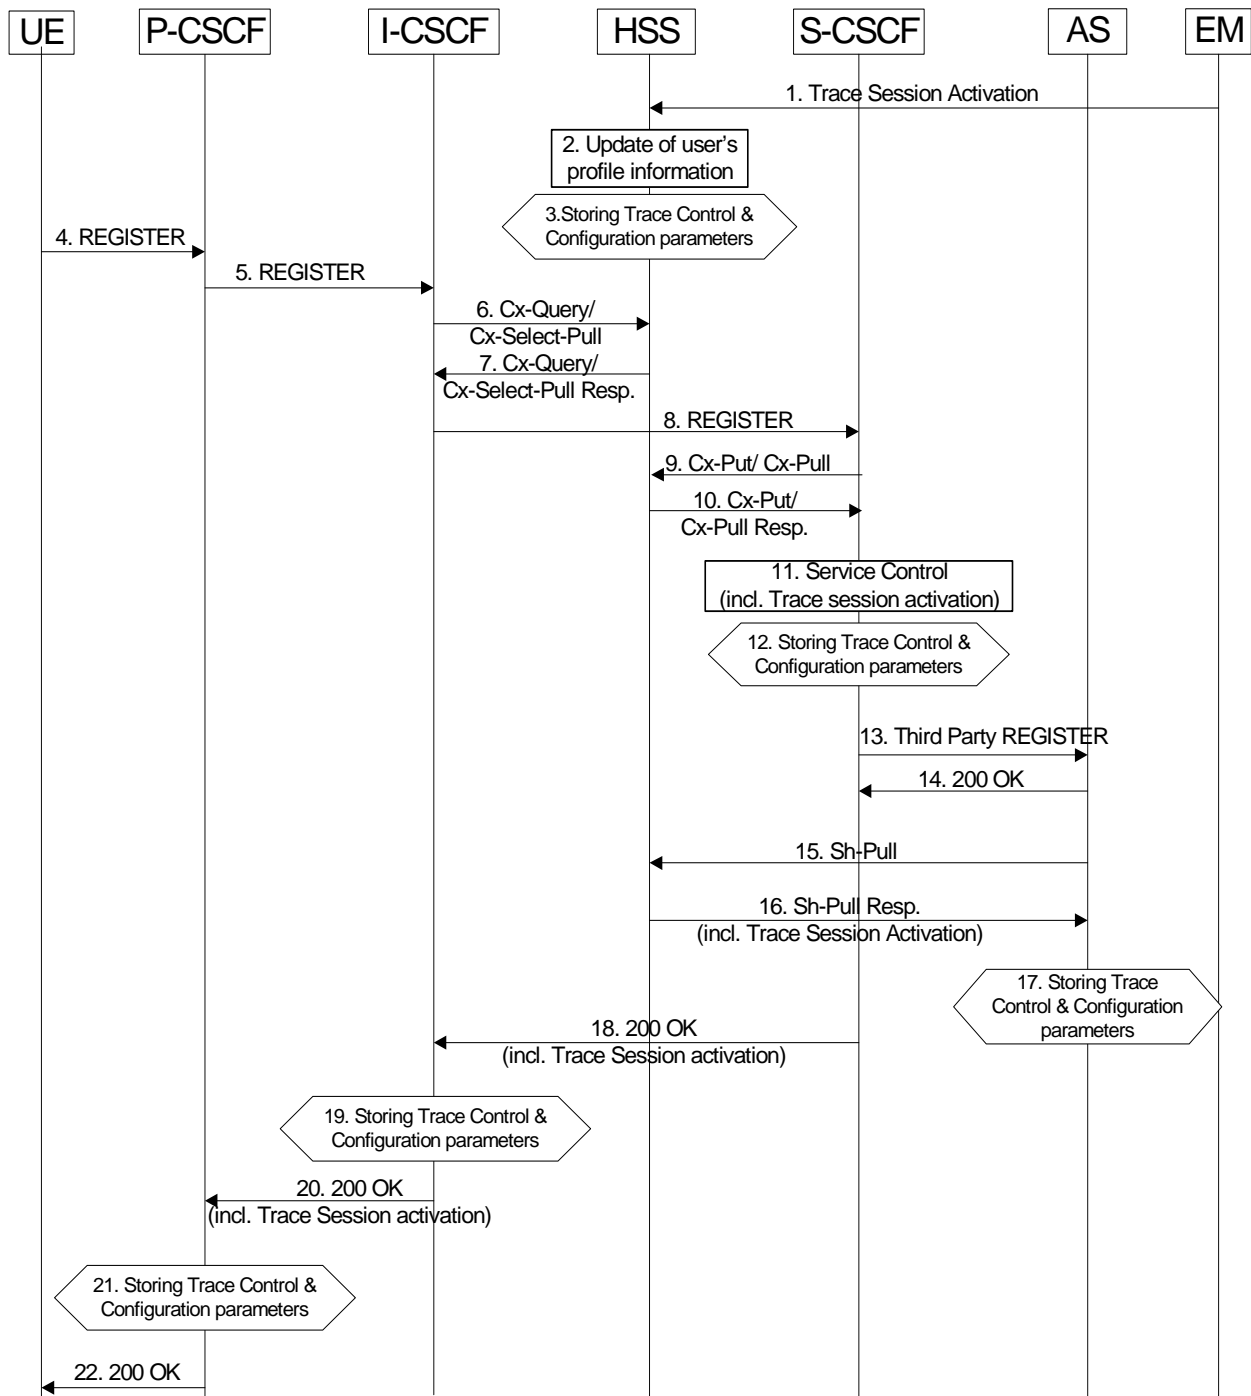 UE
P-CSCF
I-CSCF
HSS
S-CSCF
AS
EM
1. Trace Session Activation
2. Update of user's
profile information
3.Storing Trace Control &
Configuration parameters
4. REGISTER
5. REGISTER
6. Cx-Query/
Cx-Select-Pull
7. Cx-Query/
Cx-Select-Pull Resp.
8. REGISTER
9. Cx-Put/ Cx-Pull
10. Cx-Put/
Cx-Pull Resp.
11. Service Control
(incl. Trace session activation)
12. Storing Trace Control &
Configuration parameters
13. Third Party REGISTER
14. 200 OK
15. Sh-Pull
16. Sh-Pull Resp.
(incl. Trace Session Activation)
17. Storing Trace
Control & Configuration
parameters
18. 200 OK
(incl. Trace Session activation)
19. Storing Trace Control &
Configuration parameters
20. 200 OK
(incl. Trace Session activation)
21. Storing Trace Control &
Configuration parameters
22. 200 OK